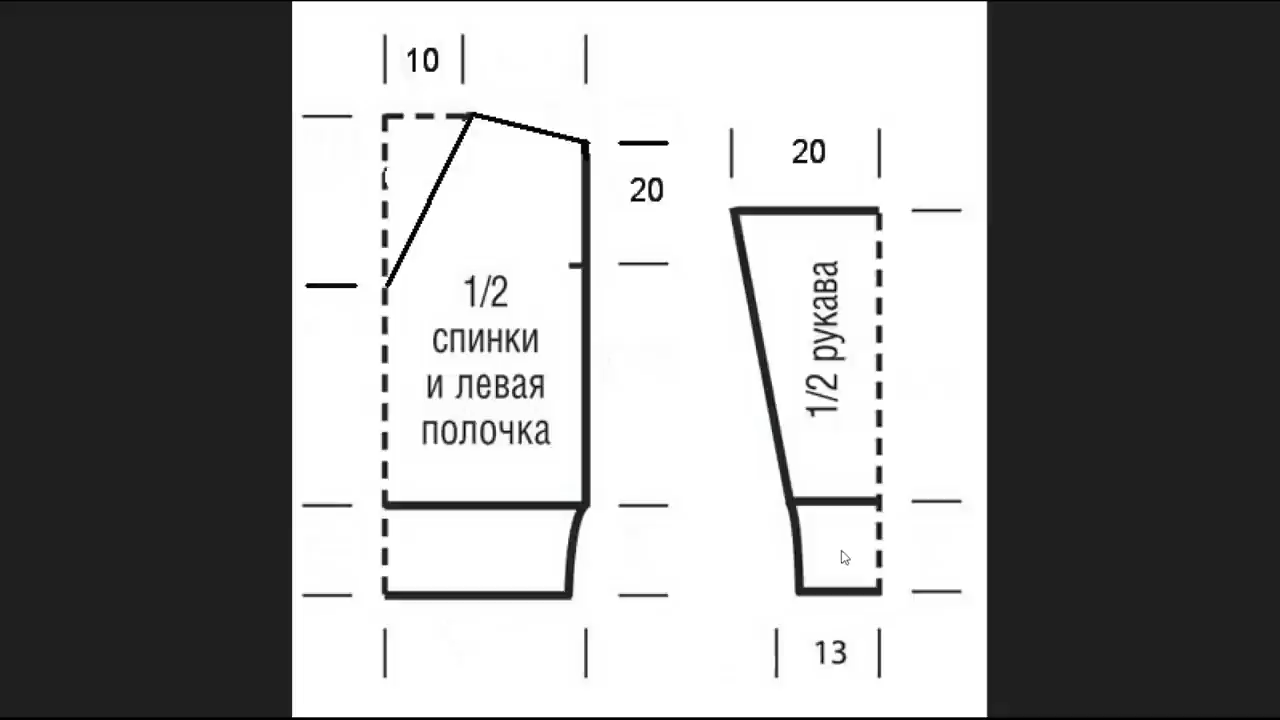 10
20
20
1/2
спинки
и левая
полочка
1/2 рукава
13